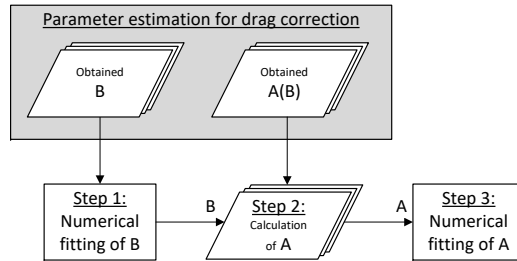 Parameter estimation for drag correction
Obtained
B
Obtained
A(B)
Step 1:
Numerical
fitting of B
B
Step 2:
Calculation
of A
A
Step 3:
Numerical
fitting of A